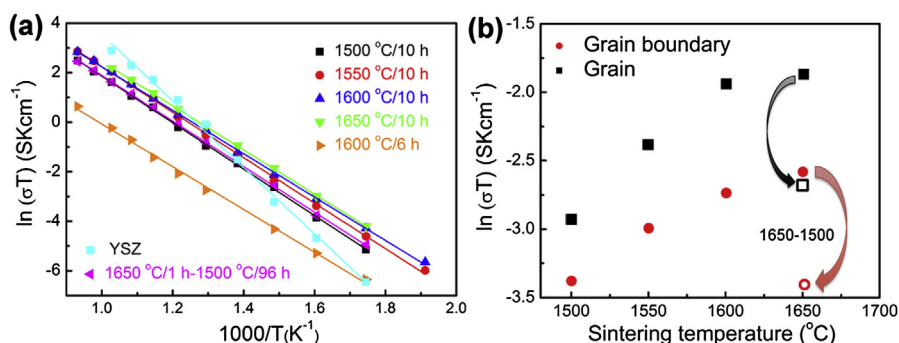 (a)
ln (σT) (SKcm⁻¹)
4
2
0
-2
-4
-6
1500 °C/10 h
1550 °C/10 h
1600 °C/10 h
1650 °C/10 h
1600 °C/6 h
YSZ
1650 °C/1 h-1500 °C/96 h
1.0 1.2 1.4 1.6 1.8 2.0
1000/T(K⁻¹)
(b)
ln (σT) (SKcm⁻¹)
-1.5
-2.0
-2.5
-3.0
-3.5
Grain boundary
Grain
1650-1500
1500 1550 1600 1650 1700
Sintering temperature (°C)